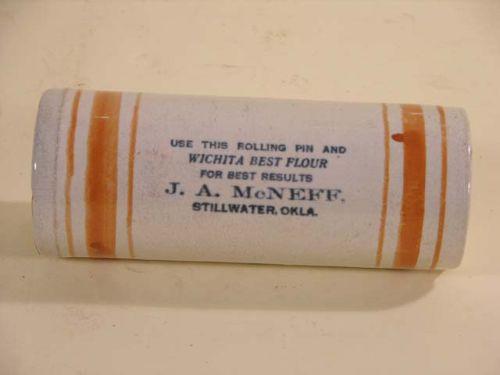 USE THIS ROLLING PIN AND
WICHITA BEST FLOUR
FOR BEST RESULTS
J. A. McNEFF,
STILLWATER, OKLA.